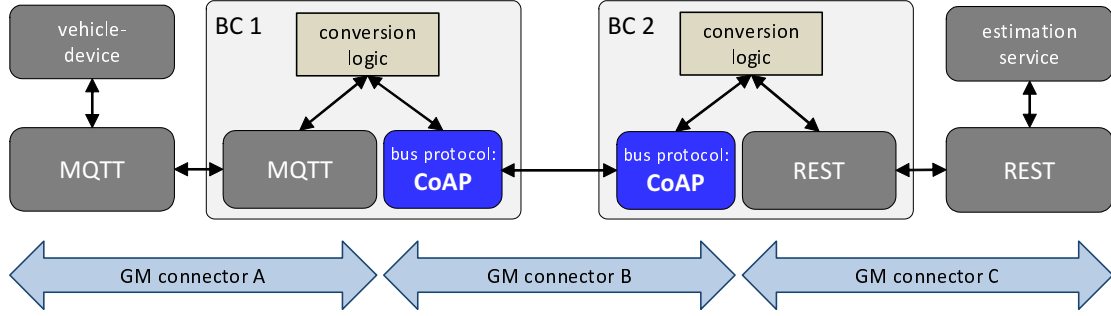 vehicle-
device
MQTT
BC 1
conversion
logic
MQTT
bus protocol:
CoAP
BC 2
conversion
logic
bus protocol:
CoAP
REST
estimation
service
REST
GM connector A
GM connector B
GM connector C